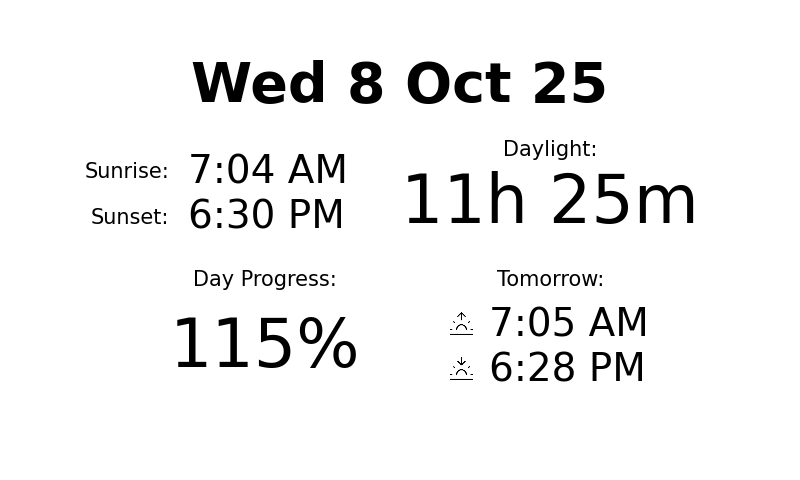 Wed 8 Oct 25
Sunrise: 7:04 AM
Sunset: 6:30 PM
Daylight:
11h 25m
Day Progress:
115%
Tomorrow:
7:05 AM
6:28 PM